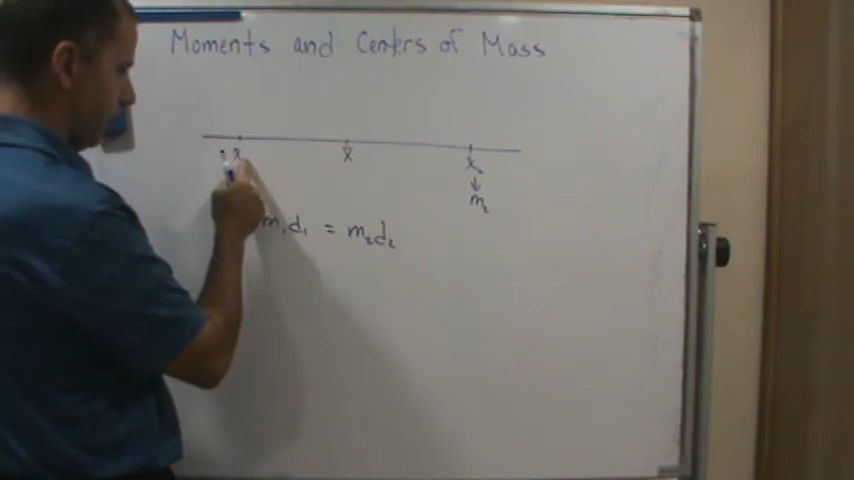 Moments and Centers of Mass
x x̄ x₂
↓
m₂
m₁d₁ = m₂d₂